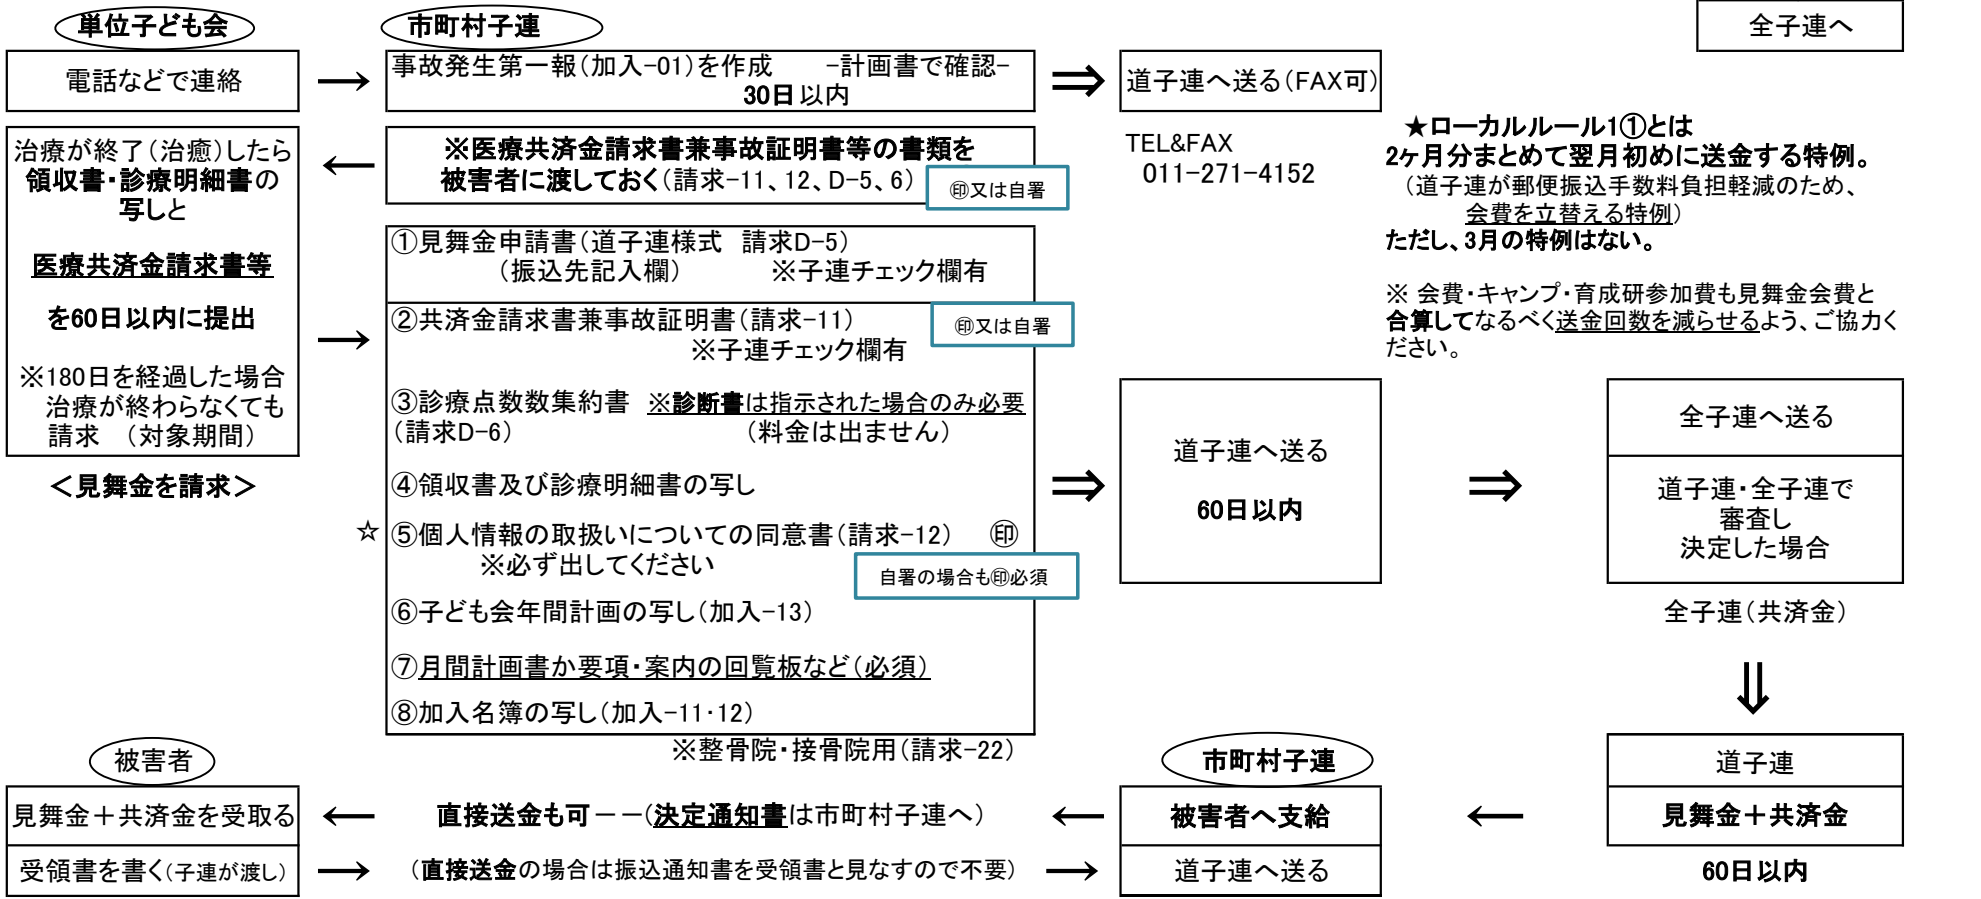 単位子ども会
市町村子連
全子連へ
電話などで連絡
→
事故発生第一報(加入-01)を作成　-計画書で確認-
30日以内
⇒
道子連へ送る(FAX可)
治療が終了(治癒)したら
領収書・診療明細書の
写しと
医療共済金請求書等
を60日以内に提出
※180日を経過した場合
治療が終わらなくても
請求　(対象期間)
＜見舞金を請求＞
←
※医療共済金請求書兼事故証明書等の書類を
被害者に渡しておく(請求-11、12、D-5、6)
㊞又は自署
TEL&FAX
011-271-4152
★ローカルルール1①とは
2ヶ月分まとめて翌月初めに送金する特例。
(道子連が郵便振込手数料負担軽減のため、
会費を立替える特例)
ただし、3月の特例はない。
※ 会費・キャンプ・育成研参加費も見舞金会費と
合算してなるべく送金回数を減らせるよう、ご協力く
ださい。
→
①見舞金申請書(道子連様式　請求D-5)
(振込先記入欄)　※子連チェック欄有
②共済金請求書兼事故証明書(請求-11)
㊞又は自署
※子連チェック欄有
③診療点数数集約書　※診断書は指示された場合のみ必要
(請求D-6)　(料金は出ません)
④領収書及び診療明細書の写し
☆ ⑤個人情報の取扱いについての同意書(請求-12)　㊞
※必ず出してください
自署の場合も㊞必須
⑥子ども会年間計画の写し(加入-13)
⑦月間計画書か要項・案内の回覧板など(必須)
⑧加入名簿の写し(加入-11・12)
※整骨院・接骨院用(請求-22)
⇒
道子連へ送る
60日以内
⇒
全子連へ送る
道子連・全子連で
審査し
決定した場合
全子連(共済金)
⇓
道子連
見舞金＋共済金
60日以内
←
市町村子連
被害者へ支給
道子連へ送る
←
直接送金も可－－(決定通知書は市町村子連へ)
←
被害者
見舞金＋共済金を受取る
受領書を書く(子連が渡し)
→
(直接送金の場合は振込通知書を受領書と見なすので不要)
→